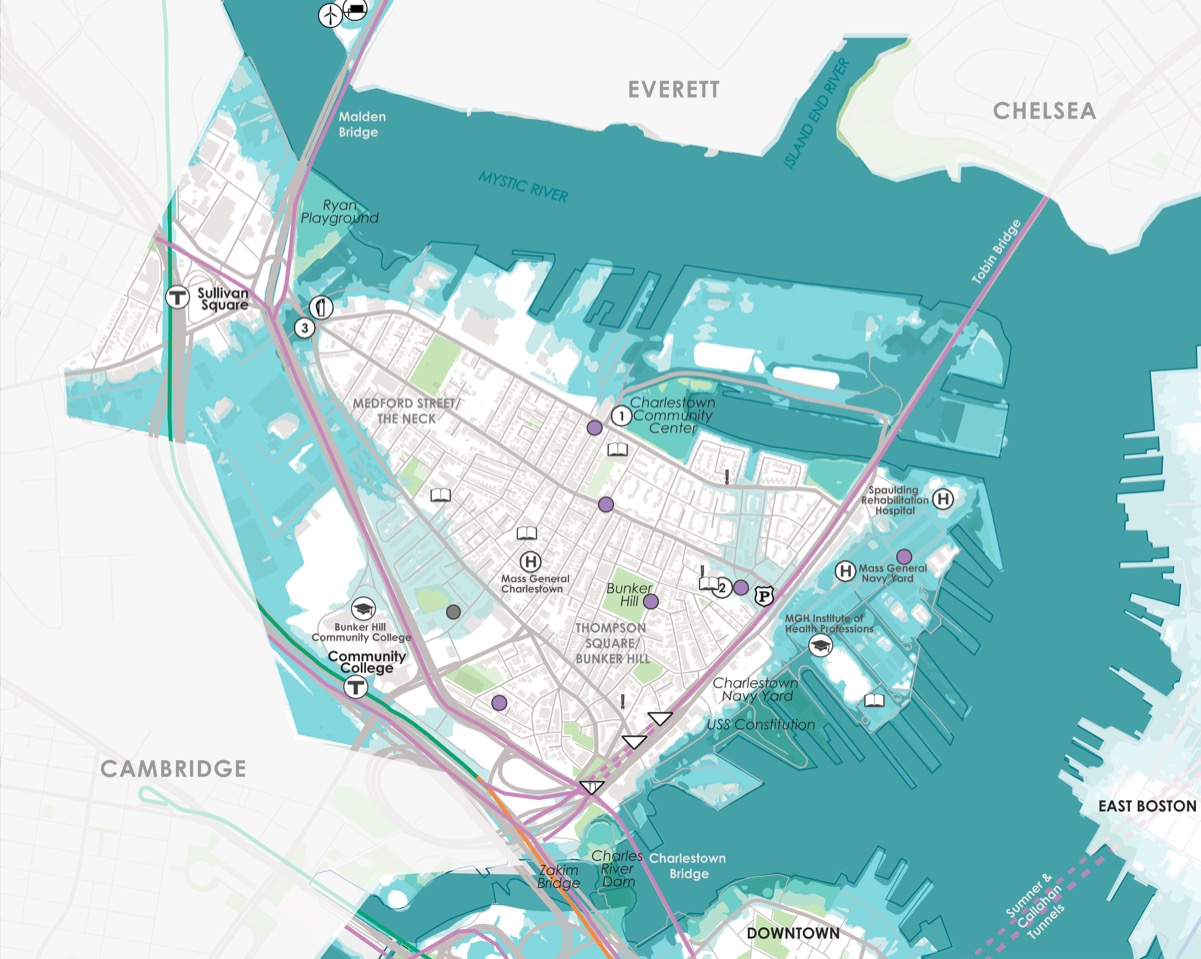 EVERETT
CHELSEA
ISLAND END RIVER
Malden
Bridge
MYSTIC RIVER
Ryan
Playground
Tobin Bridge
T
Sullivan
Square
3
MEDFORD STREET/
THE NECK
1
Charlestown
Community
Center
!
Spaulding
Rehabilitation
Hospital
H
H
Mass General
Charlestown
H
Mass General
Navy Yard
!
2
P
Bunker
Hill
Bunker Hill
Community College
Community
College
T
THOMPSON
SQUARE/
BUNKER HILL
MGH Institute of
Health Professions
!
Charlestown
Navy Yard
USS Constitution
CAMBRIDGE
EAST BOSTON
Zakim
Bridge
Charles
River
Dam
Charlestown
Bridge
Sumner &
Callahan
Tunnels
DOWNTOWN